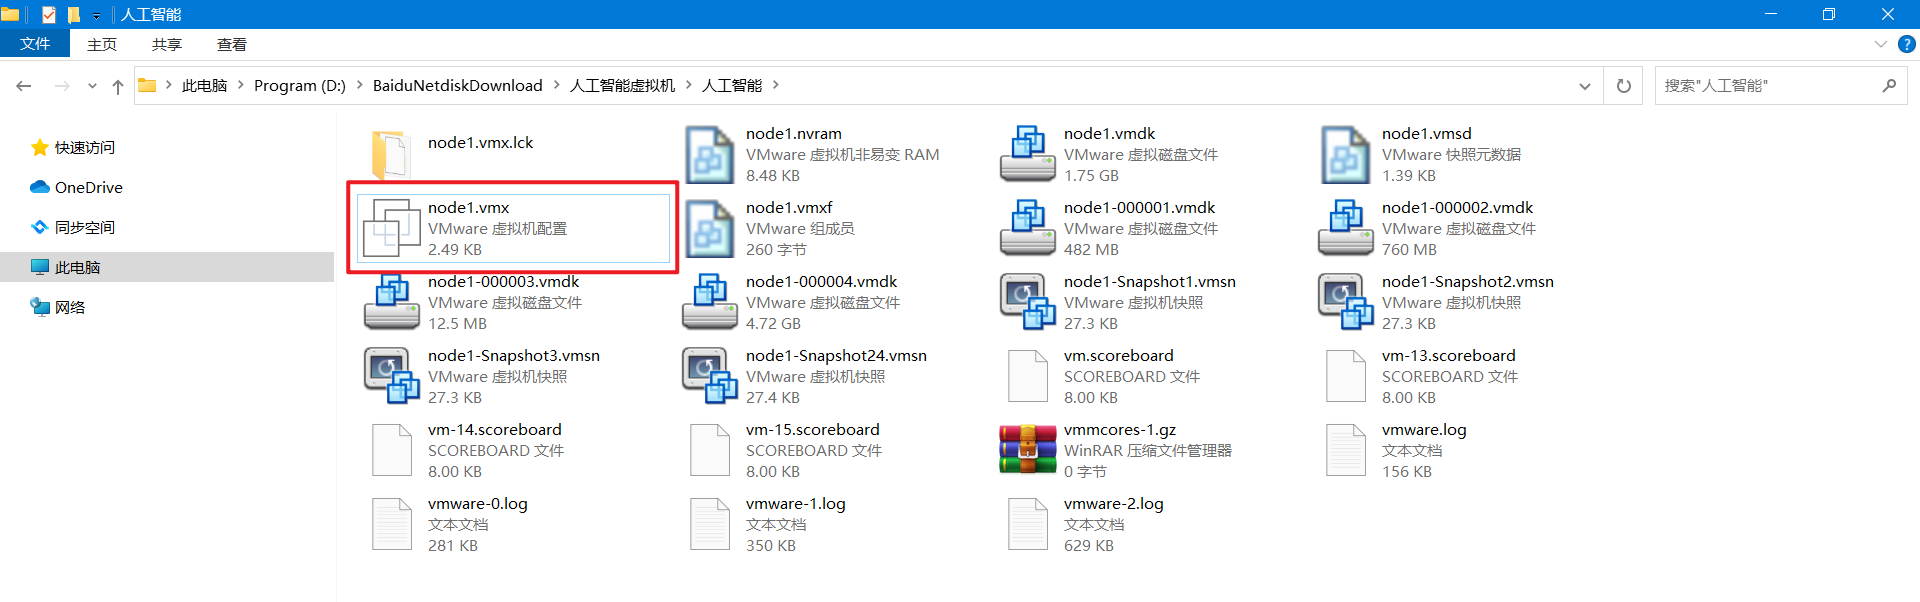 人工智能
文件 主页 共享 查看
此电脑 Program (D:) BaiduNetdiskDownload 人工智能虚拟机 人工智能
搜索"人工智能"
快速访问
OneDrive
同步空间
此电脑
网络
node1.vmx.lck
node1.nvram
VMware 虚拟机非易变 RAM
8.48 KB
node1.vmdk
VMware 虚拟磁盘文件
1.75 GB
node1.vmsd
VMware 快照元数据
1.39 KB
node1.vmx
VMware 虚拟机配置
2.49 KB
node1.vmxf
VMware 组成员
260 字节
node1-000001.vmdk
VMware 虚拟磁盘文件
482 MB
node1-000002.vmdk
VMware 虚拟磁盘文件
760 MB
node1-000003.vmdk
VMware 虚拟磁盘文件
12.5 MB
node1-000004.vmdk
VMware 虚拟磁盘文件
4.72 GB
node1-Snapshot1.vmsn
VMware 虚拟机快照
27.3 KB
node1-Snapshot2.vmsn
VMware 虚拟机快照
27.3 KB
node1-Snapshot3.vmsn
VMware 虚拟机快照
27.3 KB
node1-Snapshot24.vmsn
VMware 虚拟机快照
27.4 KB
vm.scoreboard
SCOREBOARD 文件
8.00 KB
vm-13.scoreboard
SCOREBOARD 文件
8.00 KB
vm-14.scoreboard
SCOREBOARD 文件
8.00 KB
vm-15.scoreboard
SCOREBOARD 文件
8.00 KB
vmmcores-1.gz
WinRAR 压缩文件管理器
0 字节
vmware.log
文本文档
156 KB
vmware-0.log
文本文档
281 KB
vmware-1.log
文本文档
350 KB
vmware-2.log
文本文档
629 KB